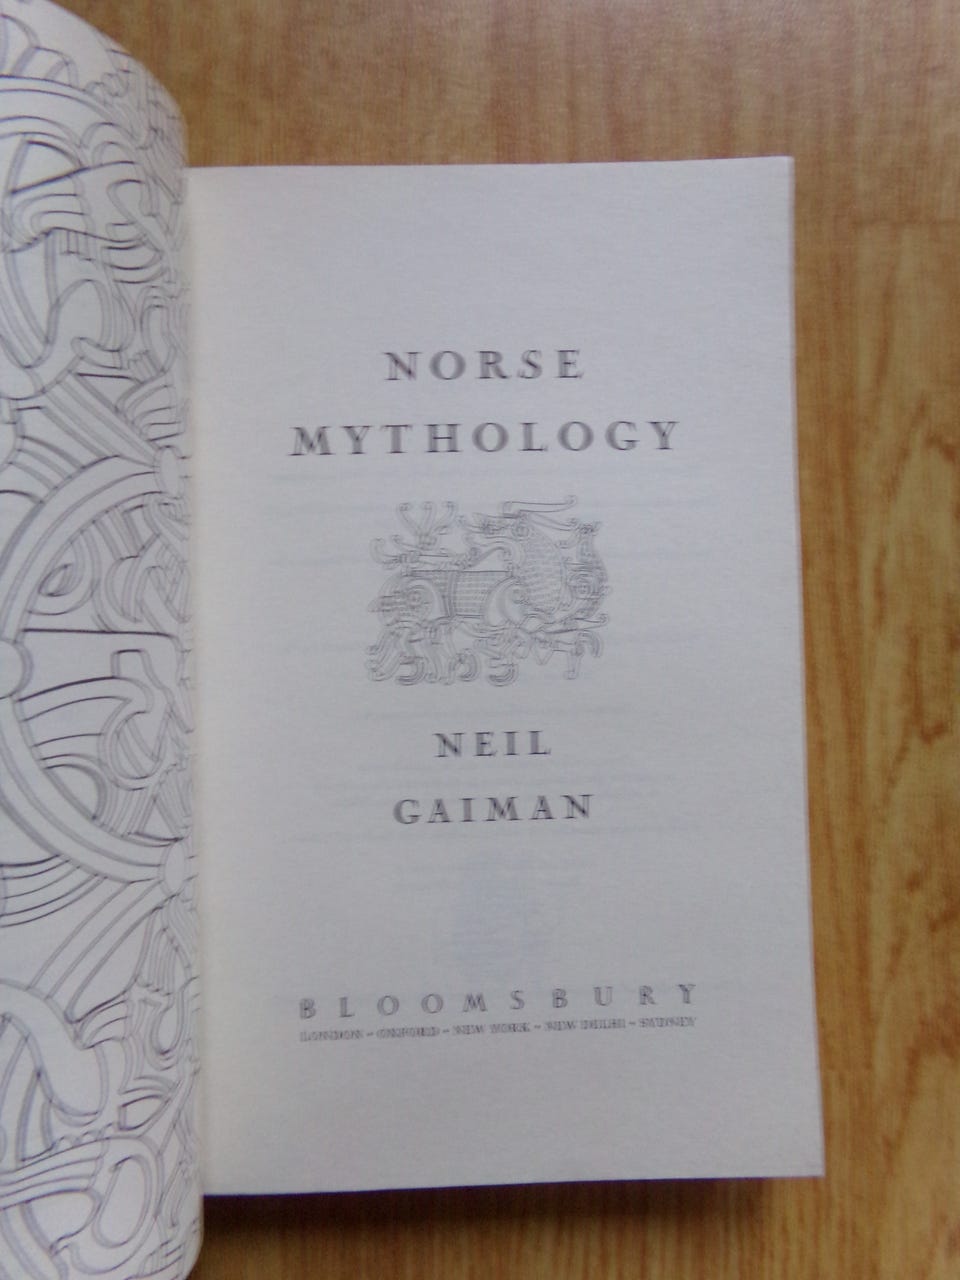 NORSE
MYTHOLOGY
NEIL
GAIMAN
BLOOMSBURY
LONDON - OXFORD - NEW YORK - NEW DELHI - SYDNEY